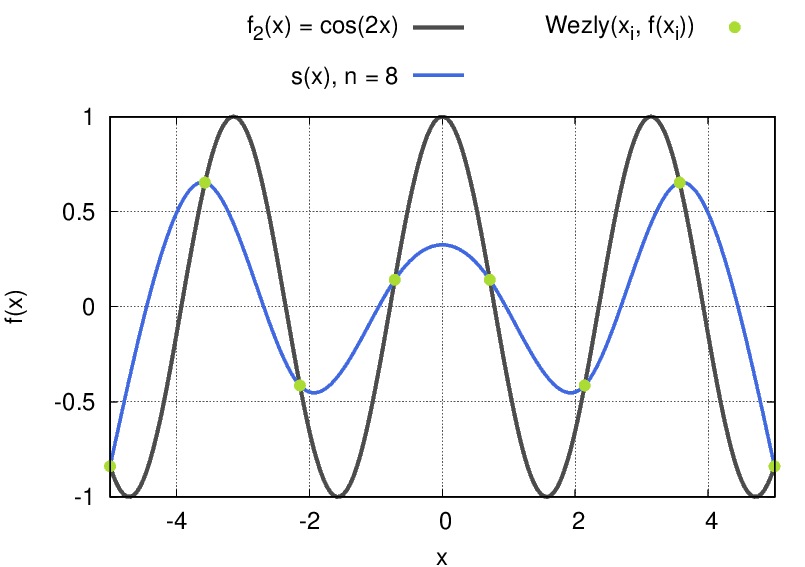 f₂(x) = cos(2x)
Wezly(xᵢ, f(xᵢ))
s(x), n = 8
1
0.5
0
-0.5
-1
f(x)
-4 -2 0 2 4
x